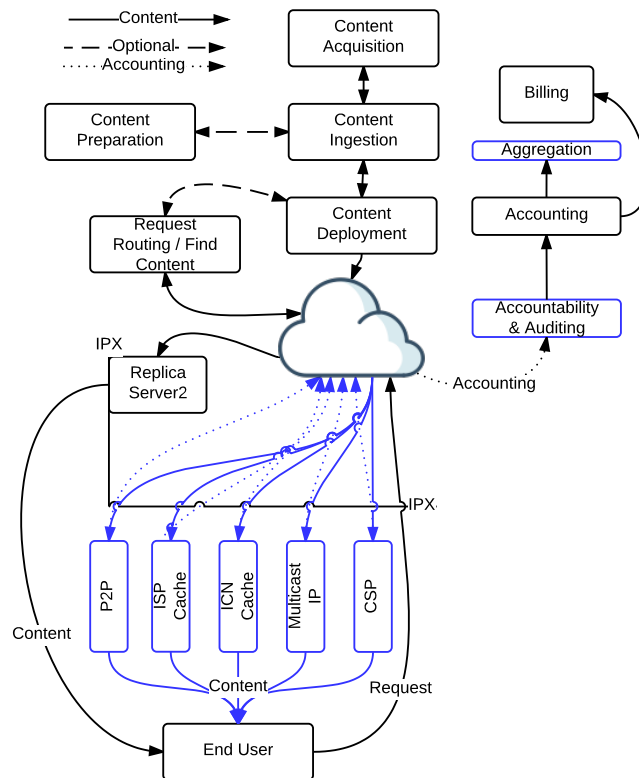 Content
Optional
Accounting
Content
Acquisition
Billing
Content
Preparation
Content
Ingestion
Aggregation
Request
Routing / Find
Content
Content
Deployment
Accounting
Accountability
& Auditing
IPX
Replica
Server2
Accounting
IPX
P2P
ISP
Cache
ICN
Cache
Multicast
IP
CSP
Content
Content
Request
End User